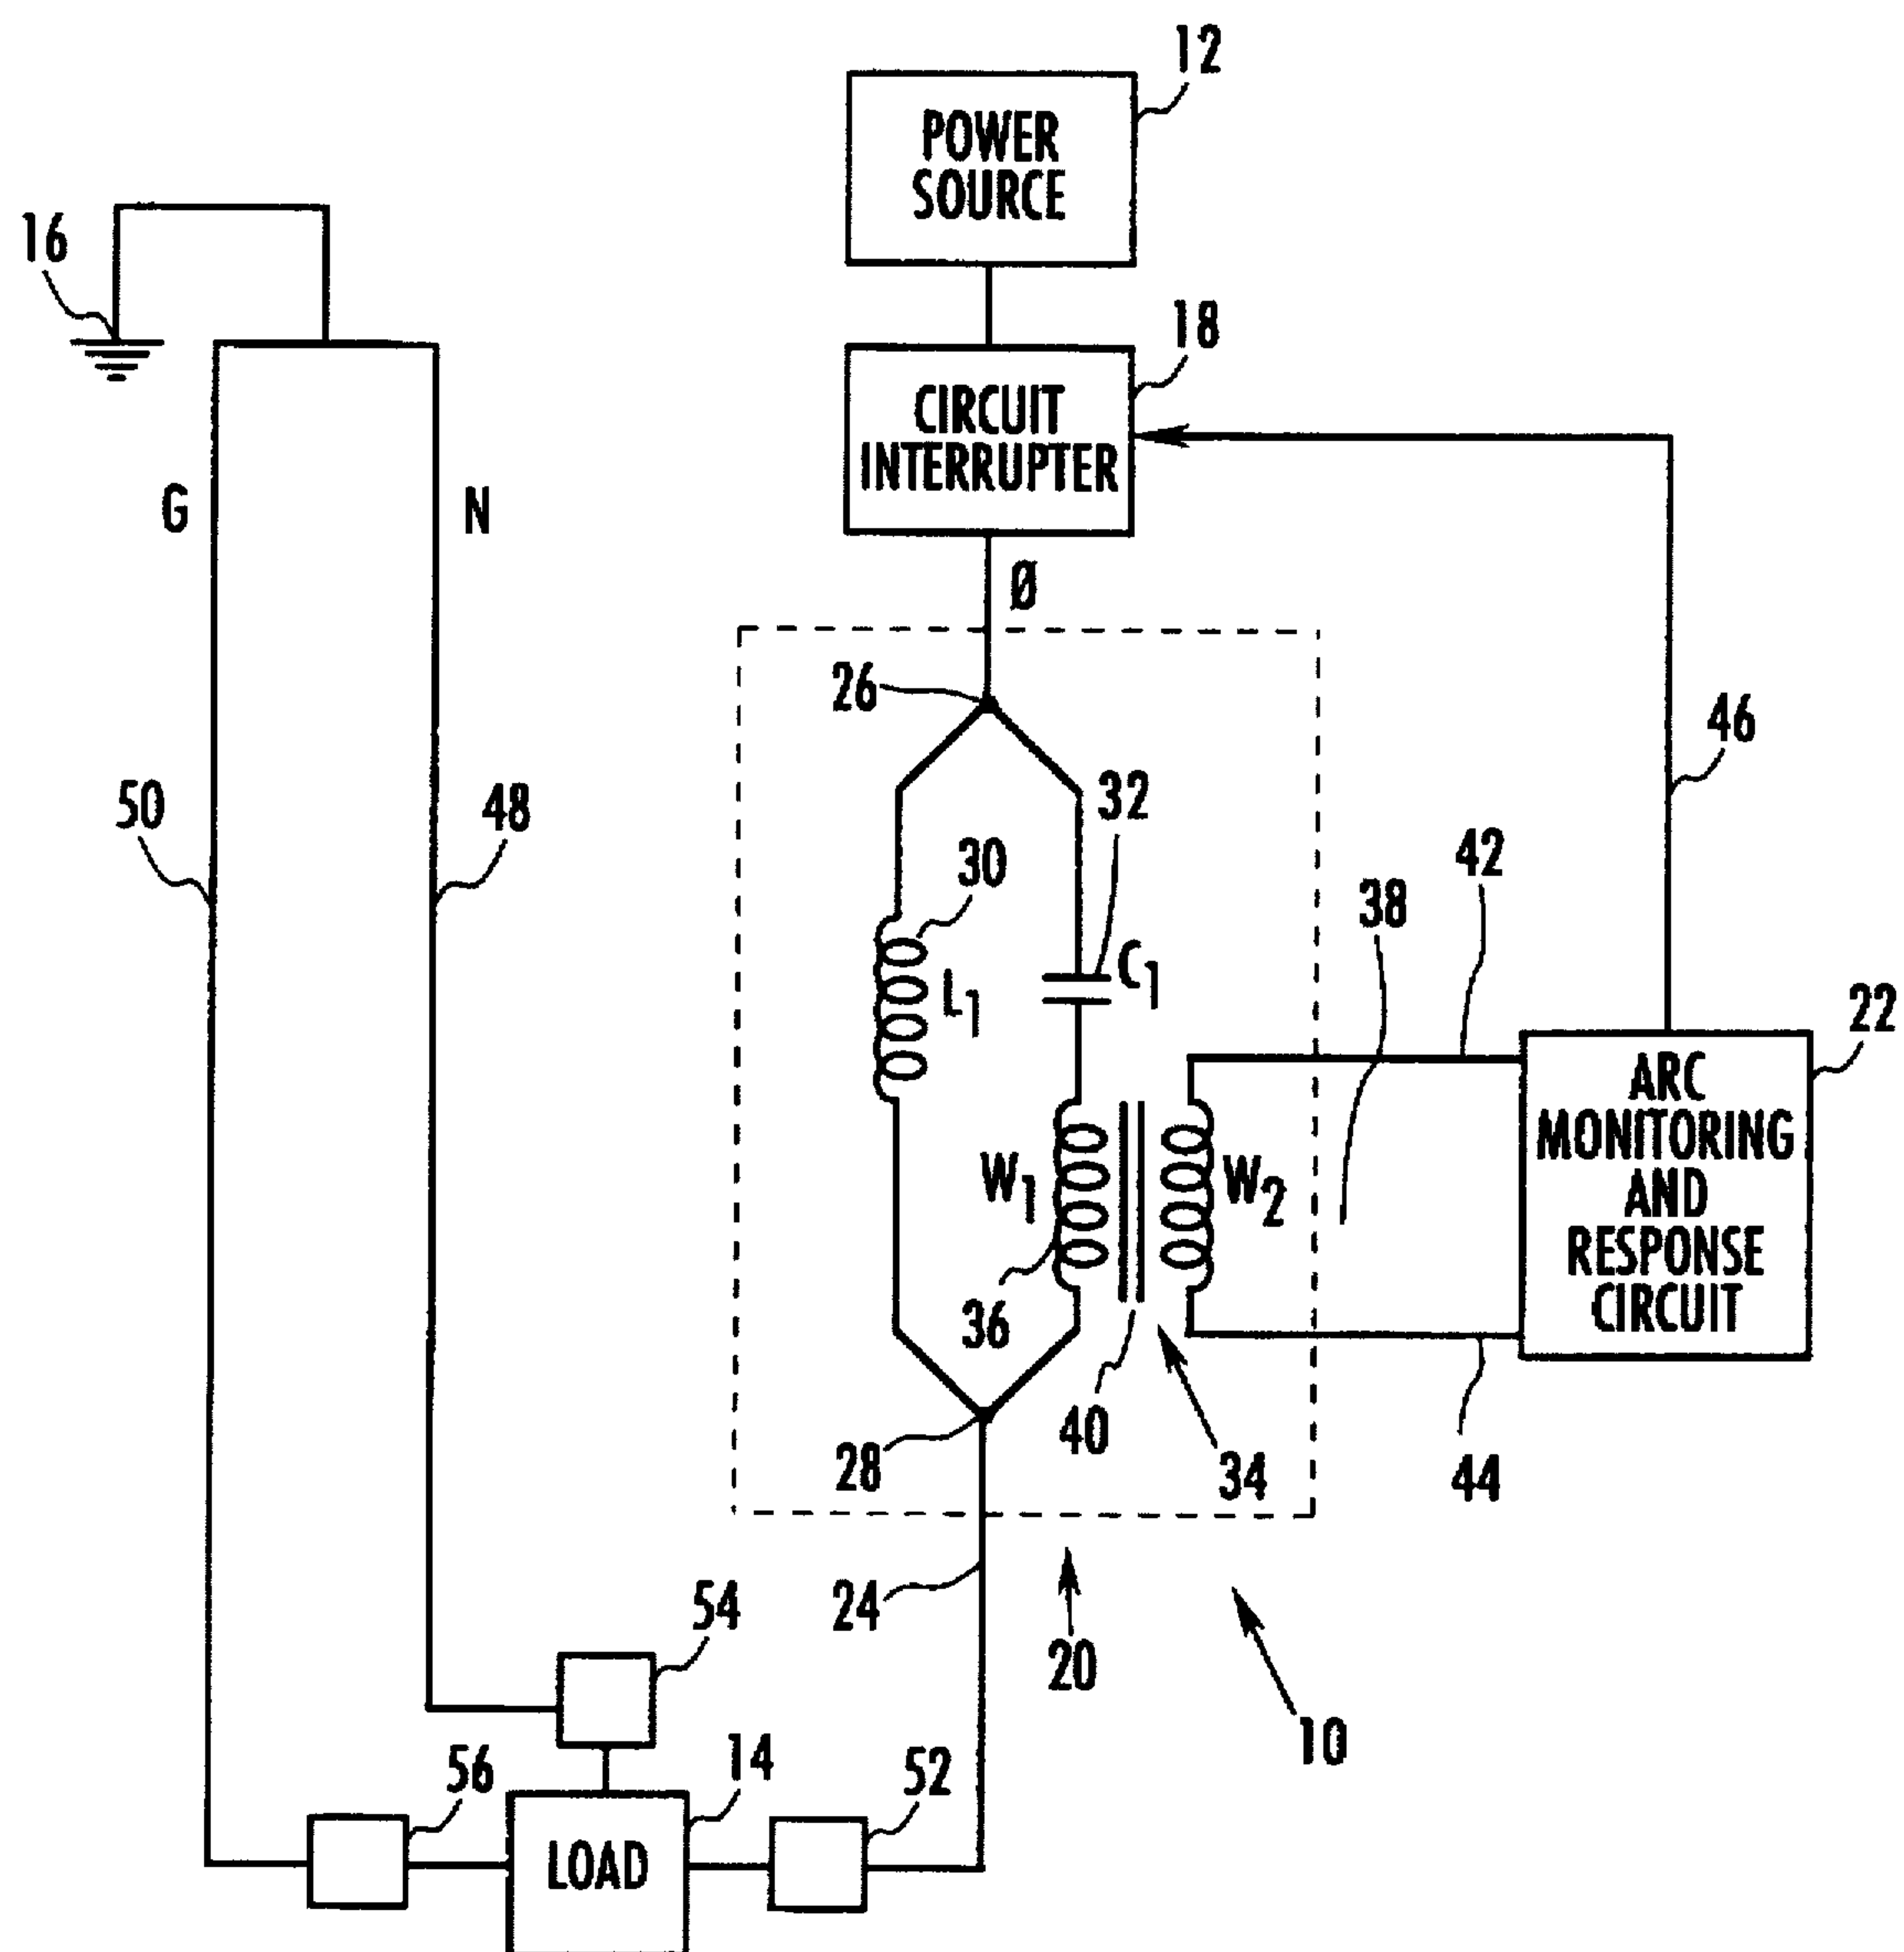 12
POWER
SOURCE
16
18
CIRCUIT
INTERRUPTER
G
N
Ø
26
46
50
48
32
30
42
38
L1
C1
22
ARC
MONITORING
AND
RESPONSE
CIRCUIT
W1
W2
36
40
34
28
44
24
54
20
10
56
14
52
LOAD